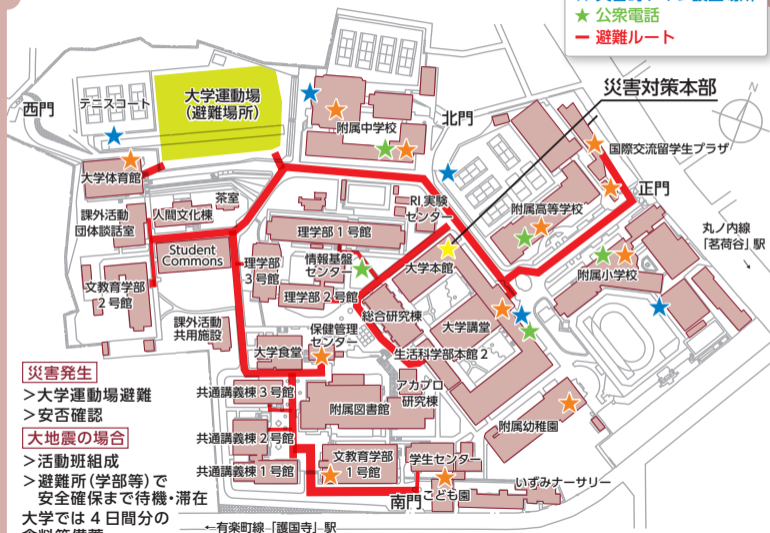 ★ 公衆電話
━ 避難ルート
災害対策本部
西門
テニスコート
大学運動場
(避難場所)
附属中学校
北門
国際交流留学生プラザ
正門
丸ノ内線
「茗荷谷」駅
大学体育館
課外活動
団体談話室
人間文化棟
茶室
RI 実験
センター
附属高等学校
Student
Commons
理学部
3号館
理学部 1 号館
情報基盤
センター
大学本館
附属小学校
文教育学部
2号館
理学部 2 号館
総合研究棟
大学講堂
課外活動
共用施設
保健管理
センター
大学食堂
生活科学部本館 2
アカプロ
研究棟
附属幼稚園
共通講義棟 3 号館
附属図書館
共通講義棟 2 号館
共通講義棟 1 号館
文教育学部
1号館
学生センター
南門
こども園
いずみナーサリー
←有楽町線「護国寺」駅
災害発生
>大学運動場避難
>安否確認
大地震の場合
>活動班組成
>避難所(学部等)で
安全確保まで待機・滞在
大学では 4 日間分の